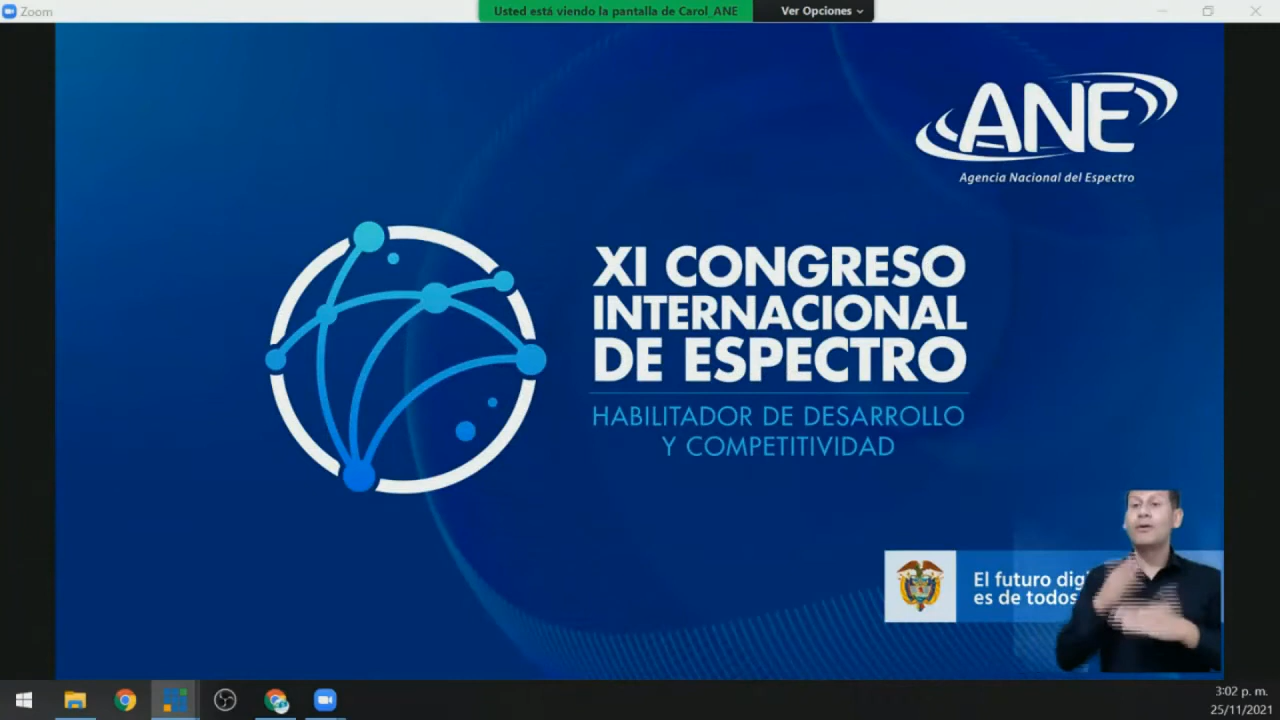 Zoom
Usted está viendo la pantalla de Carol_ANE
Ver Opciones
ANE
Agencia Nacional del Espectro
XI CONGRESO
INTERNACIONAL
DE ESPECTRO
HABILITADOR DE DESARROLLO
Y COMPETITIVIDAD
El futuro dig
es de todos
3:02 p. m.
25/11/2021